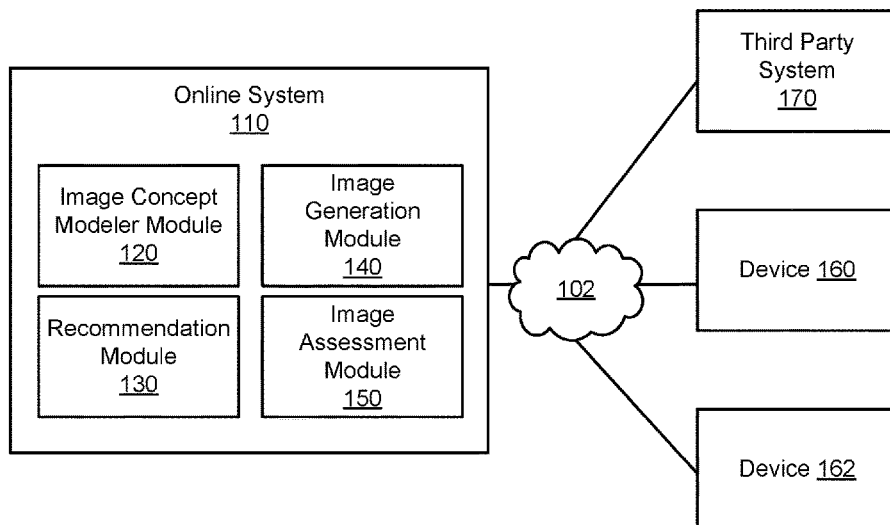 Online System
110
Image Concept
Modeler Module
120
Image
Generation
Module
140
Recommendation
Module
130
Image
Assessment
Module
150
102
Third Party
System
170
Device 160
Device 162